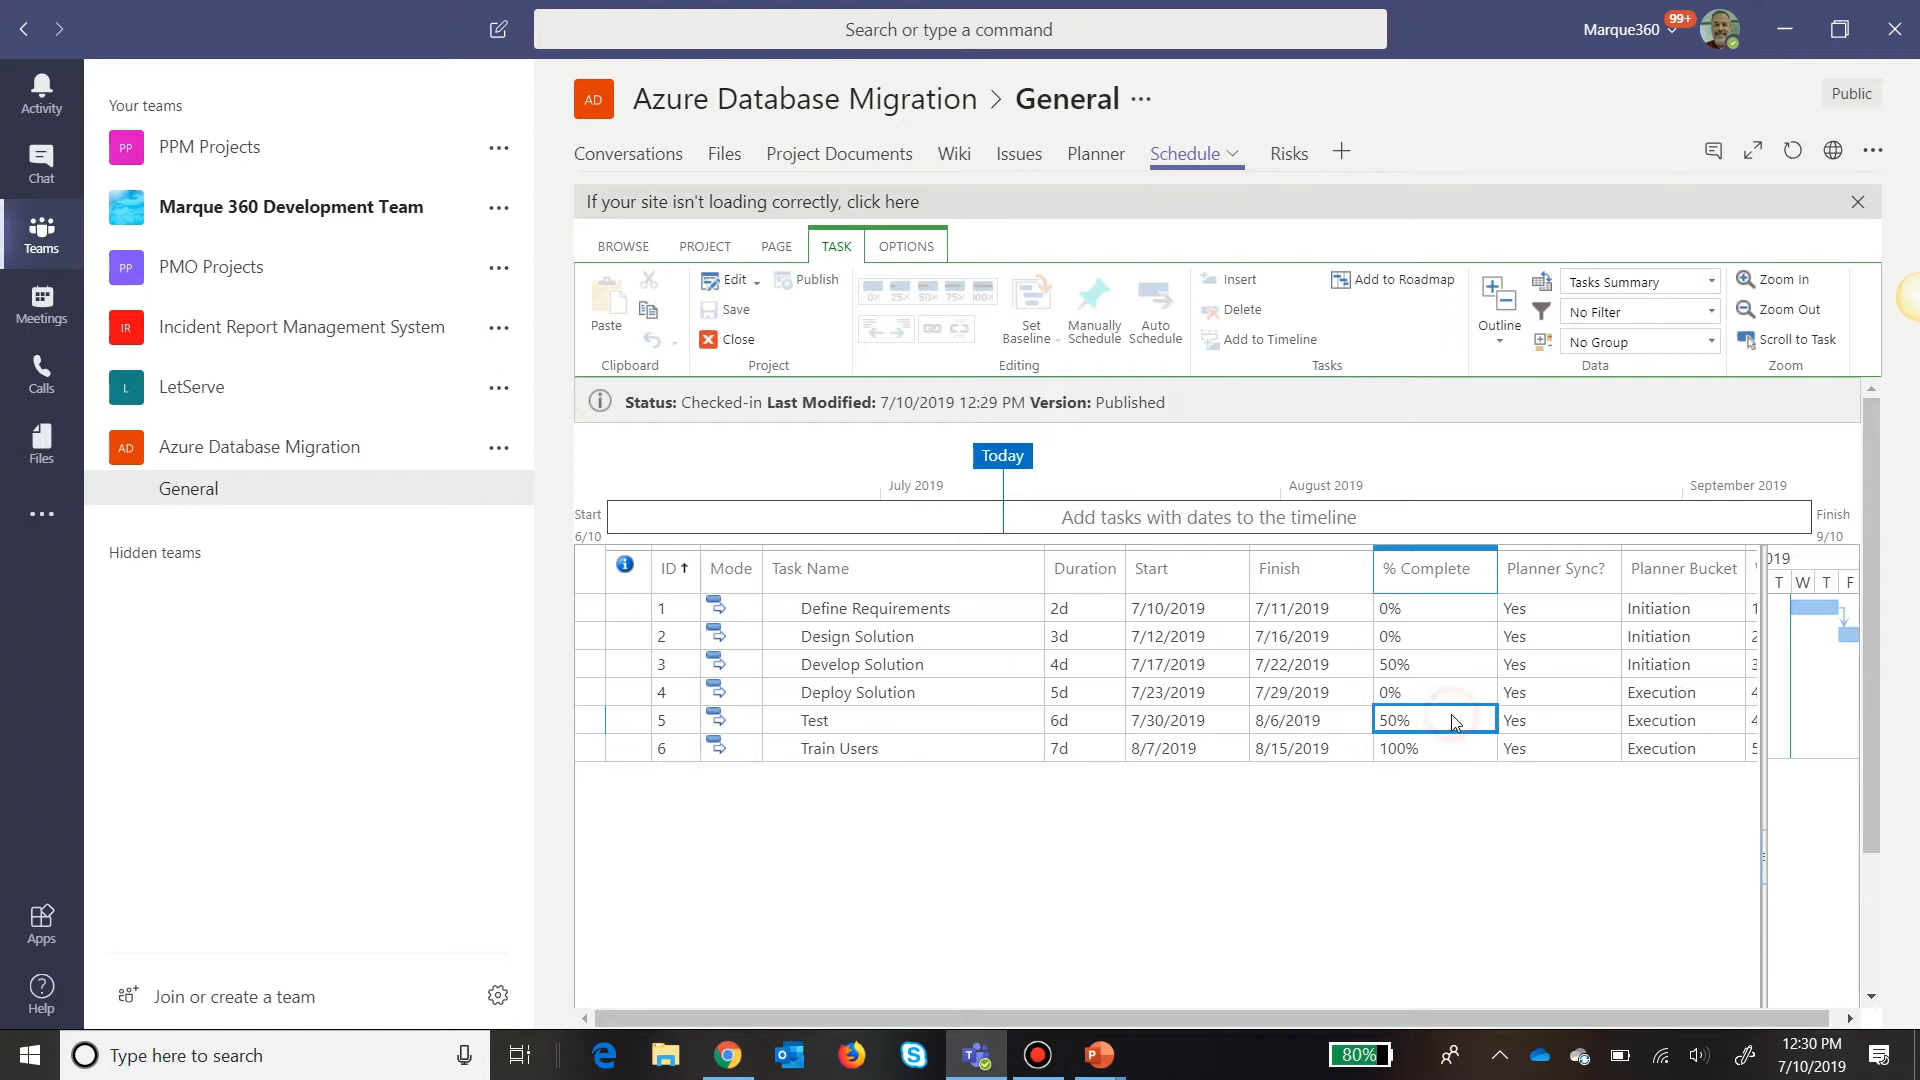 Search or type a command
Marque360
99+
Activity
Chat
Teams
Meetings
Calls
Files
Apps
Help
Your teams
PP PPM Projects
Marque 360 Development Team
PP PMO Projects
IR Incident Report Management System
L LetServe
AD Azure Database Migration
General
Hidden teams
Join or create a team
AD Azure Database Migration > General
Public
Conversations Files Project Documents Wiki Issues Planner Schedule Risks
If your site isn't loading correctly, click here
BROWSE PROJECT PAGE TASK OPTIONS
Paste
Clipboard
Edit Publish
Save
Close
Project
0% 25% 50% 75% 100%
Set Baseline
Manually Schedule
Auto Schedule
Editing
Insert Add to Roadmap
Delete
Add to Timeline
Tasks
Outline
Tasks Summary
No Filter
No Group
Data
Zoom In
Zoom Out
Scroll to Task
Zoom
Status: Checked-in Last Modified: 7/10/2019 12:29 PM Version: Published
Today
July 2019 August 2019 September 2019
Start
6/10
Add tasks with dates to the timeline
Finish
9/10
ID Mode Task Name Duration Start Finish % Complete Planner Sync? Planner Bucket
1 Define Requirements 2d 7/10/2019 7/11/2019 0% Yes Initiation 1
2 Design Solution 3d 7/12/2019 7/16/2019 0% Yes Initiation 2
3 Develop Solution 4d 7/17/2019 7/22/2019 50% Yes Initiation 3
4 Deploy Solution 5d 7/23/2019 7/29/2019 0% Yes Execution 4
5 Test 6d 7/30/2019 8/6/2019 50% Yes Execution 4
6 Train Users 7d 8/7/2019 8/15/2019 100% Yes Execution 5
T W T F
Type here to search
80%
12:30 PM
7/10/2019